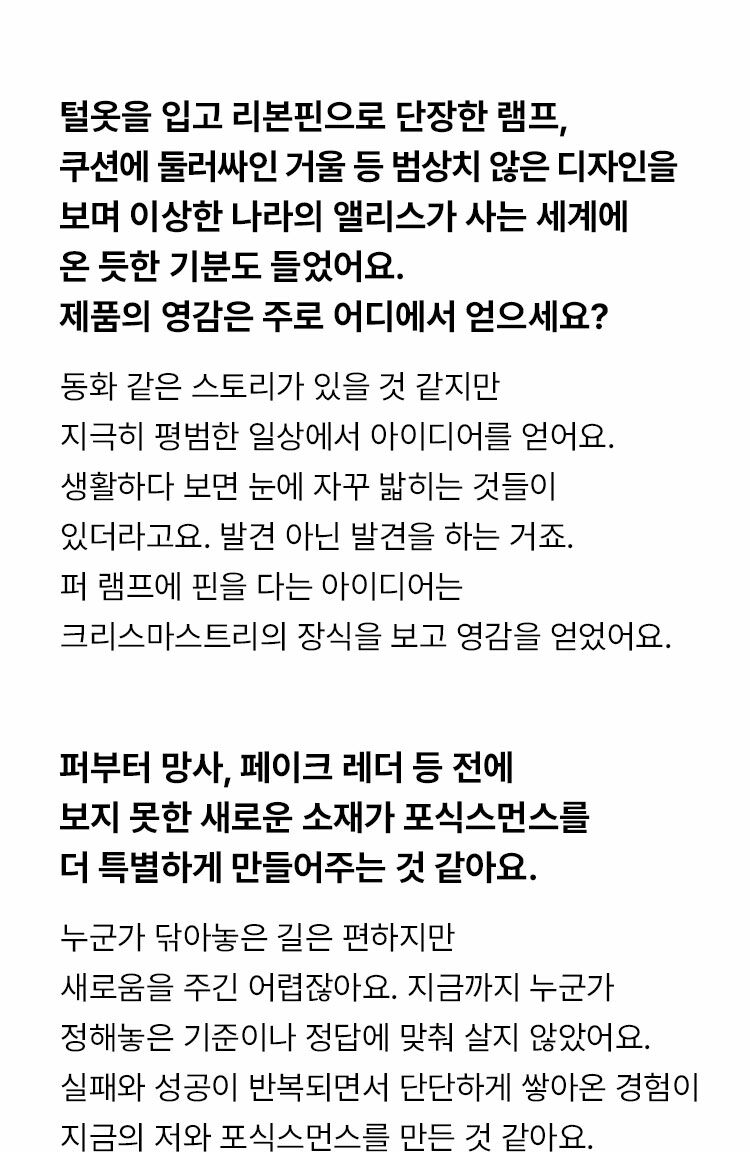 털옷을 입고 리본핀으로 단장한 램프,
쿠션에 둘러싸인 거울 등 범상치 않은 디자인을
보며 이상한 나라의 앨리스가 사는 세계에
온 듯한 기분도 들었어요.
제품의 영감은 주로 어디에서 얻으세요?
동화 같은 스토리가 있을 것 같지만
지극히 평범한 일상에서 아이디어를 얻어요.
생활하다 보면 눈에 자꾸 밟히는 것들이
있더라고요. 발견 아닌 발견을 하는 거죠.
퍼 램프에 핀을 다는 아이디어는
크리스마스트리의 장식을 보고 영감을 얻었어요.
퍼부터 망사, 페이크 레더 등 전에
보지 못한 새로운 소재가 포식스먼스를
더 특별하게 만들어주는 것 같아요.
누군가 닦아놓은 길은 편하지만
새로움을 주긴 어렵잖아요. 지금까지 누군가
정해놓은 기준이나 정답에 맞춰 살지 않았어요.
실패와 성공이 반복되면서 단단하게 쌓아온 경험이
지금의 저와 포식스먼스를 만든 것 같아요.